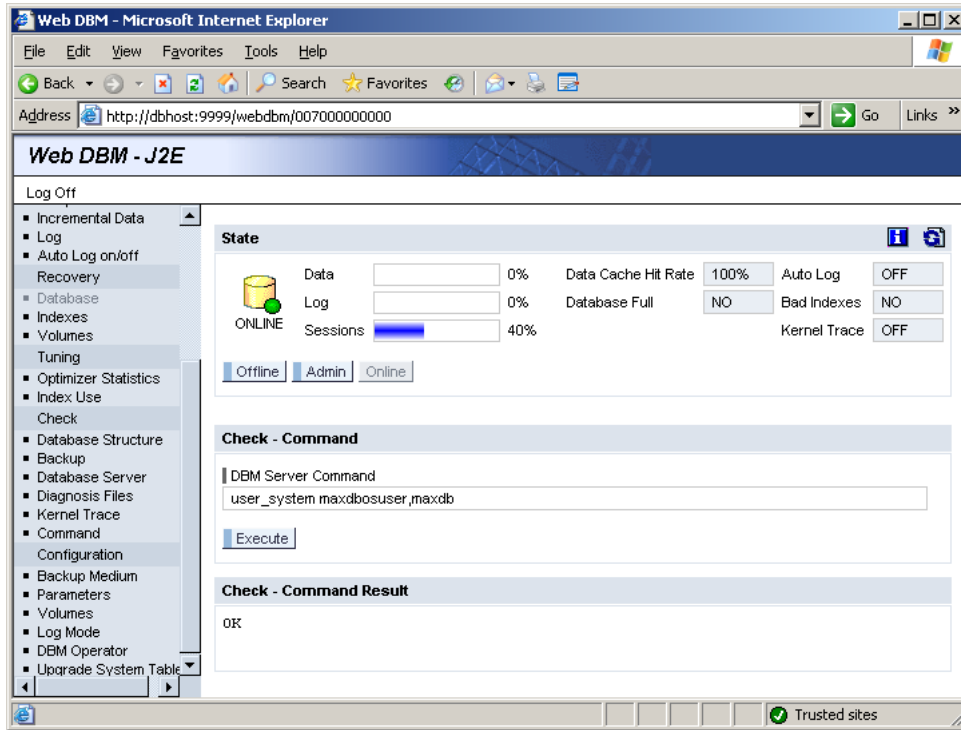 Web DBM - Microsoft Internet Explorer
File Edit View Favorites Tools Help
Back Search Favorites
Address http://dbhost:9999/webdbm/007000000000 Go Links »
Web DBM - J2E
Log Off
Incremental Data
Log
Auto Log on/off
Recovery
Database
Indexes
Volumes
Tuning
Optimizer Statistics
Index Use
Check
Database Structure
Backup
Database Server
Diagnosis Files
Kernel Trace
Command
Configuration
Backup Medium
Parameters
Volumes
Log Mode
DBM Operator
Upgrade System Table
State
ONLINE
Data 0% Data Cache Hit Rate 100% Auto Log OFF
Log 0% Database Full NO Bad Indexes NO
Sessions 40% Kernel Trace OFF
Offline Admin Online
Check - Command
DBM Server Command
user_system maxdbosuser,maxdb
Execute
Check - Command Result
OK
Trusted sites